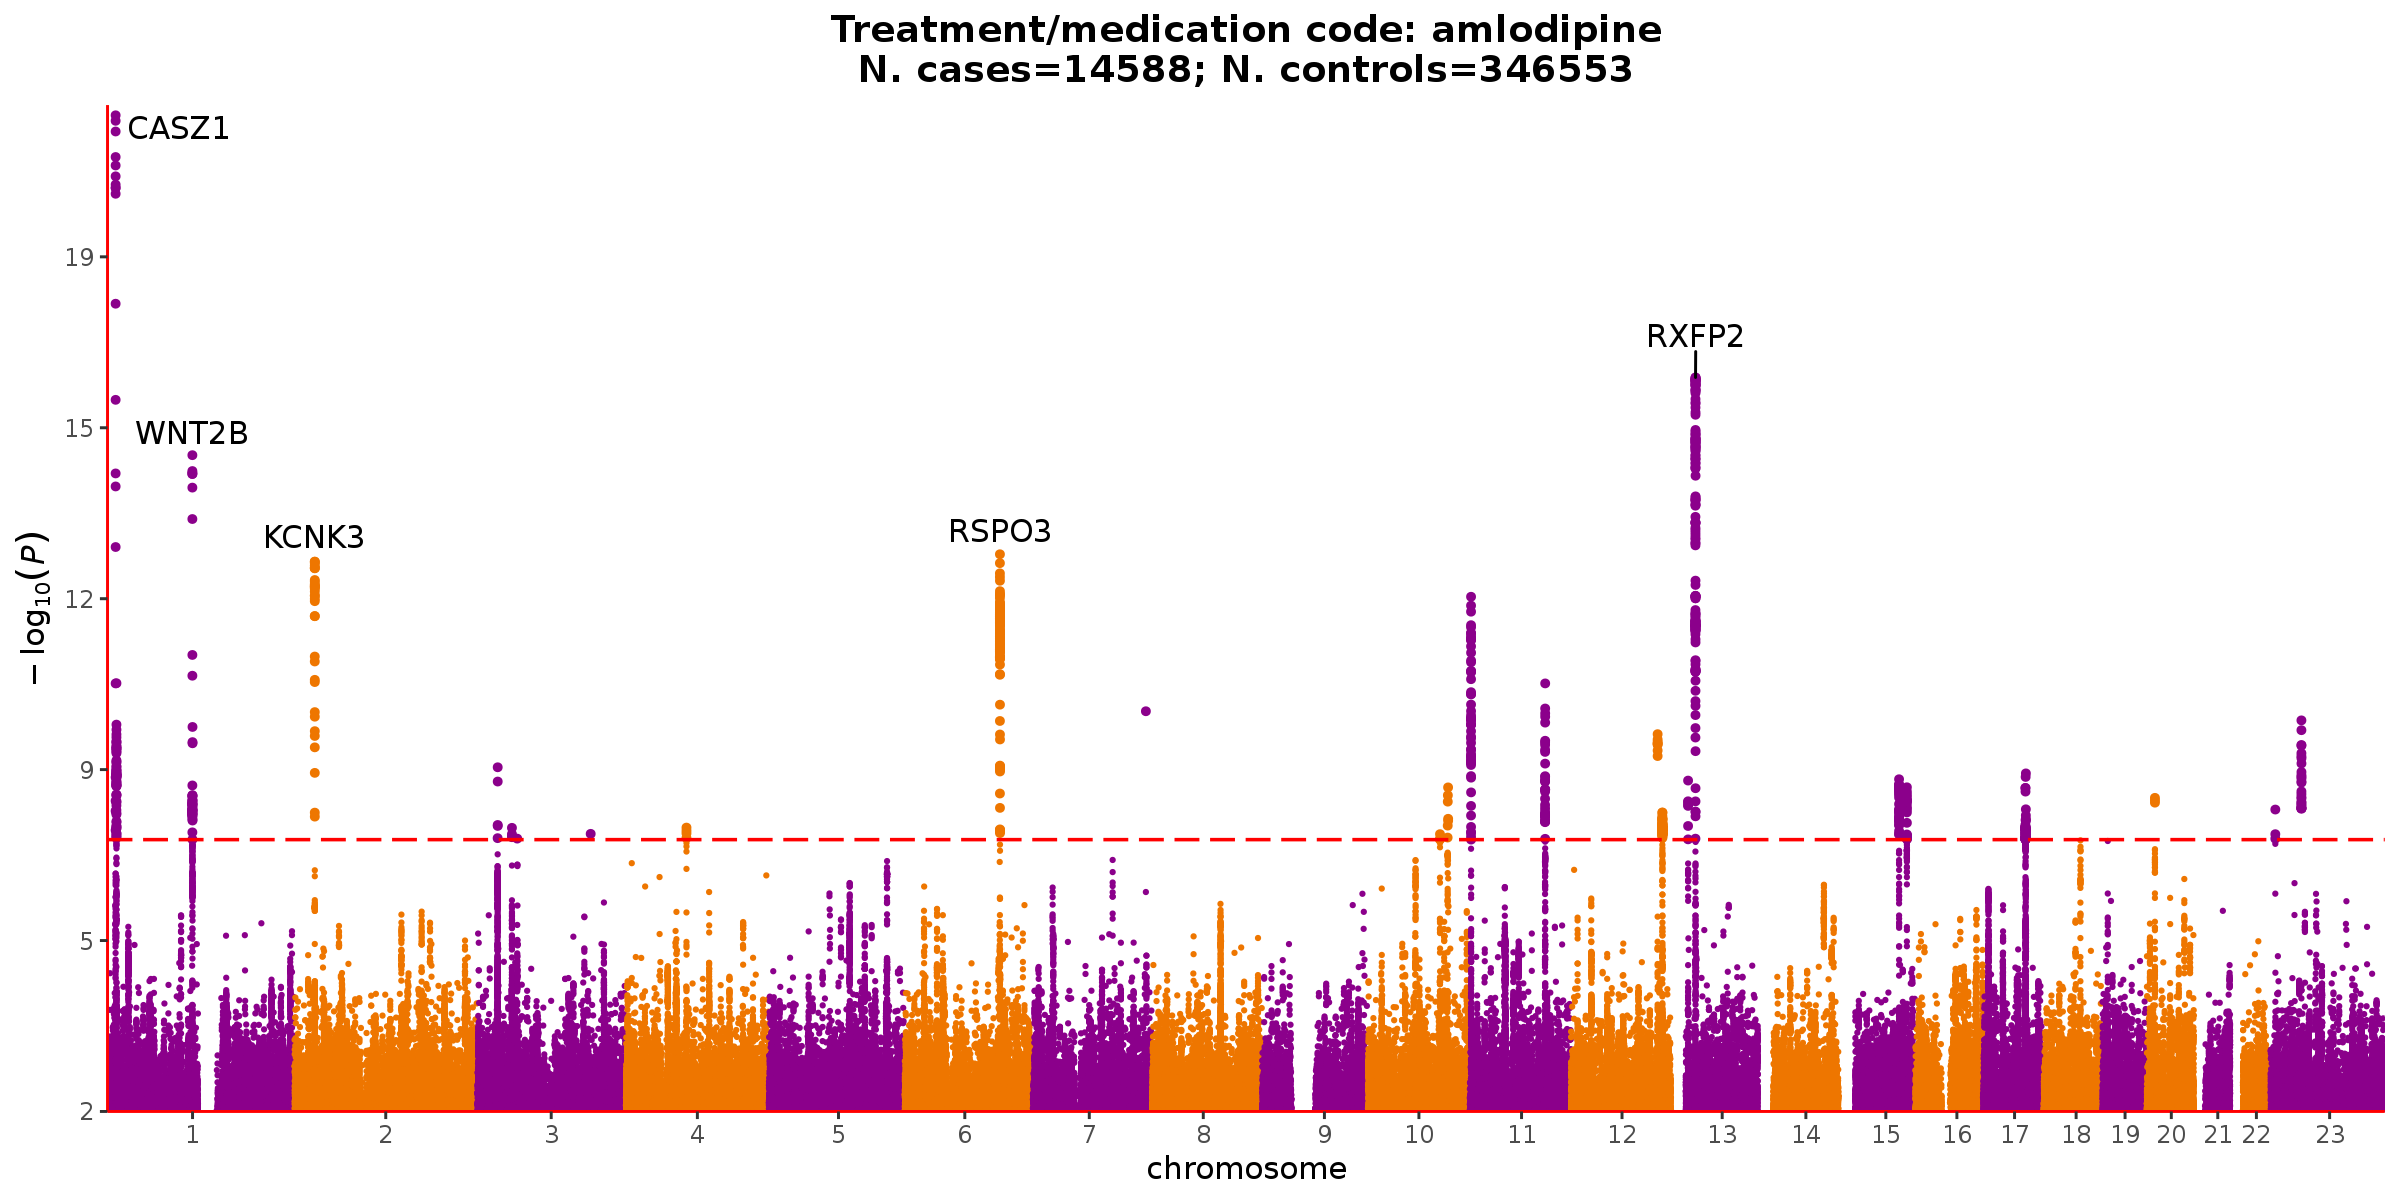 Treatment/medication code: amlodipine
N. cases=14588; N. controls=346553
CASZ1
19
RXFP2
15
WNT2B
KCNK3
RSPO3
12
−log10(P)
9
5
2
1 2 3 4 5 6 7 8 9 10 11 12 13 14 15 16 17 18 19 20 21 22 23
chromosome